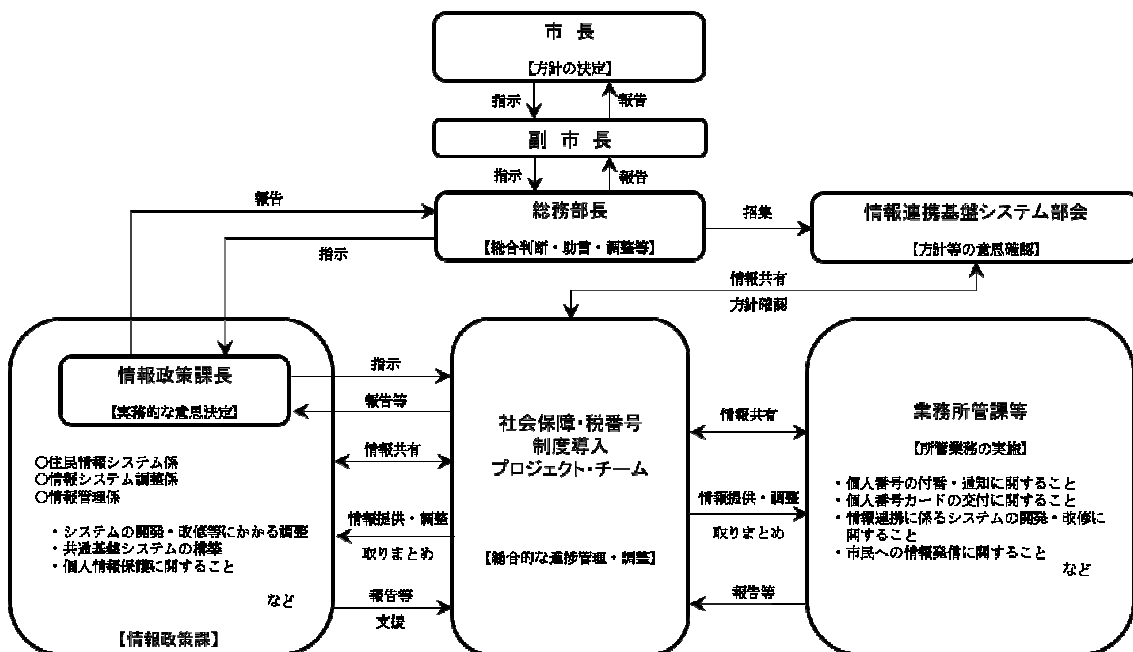 市 長
【方針の決定】
指示
報告
副 市 長
指示
報告
総務部長
【総合判断・助言・調整等】
報告
指示
招集
情報連携基盤システム部会
【方針等の意思確認】
情報共有
方針確認
情報政策課長
【実務的な意思決定】
○住民情報システム係
○情報システム調整係
○情報管理係
・システムの開発・改修等にかかる調整
・共通基盤システムの構築
・個人情報保護に関すること
など
【情報政策課】
指示
報告等
情報共有
情報提供・調整
取りまとめ
報告等
支援
社会保障・税番号
制度導入
プロジェクト・チーム
【総合的な進捗管理・調整】
情報共有
情報提供・調整
取りまとめ
報告等
業務所管課等
【所管業務の実施】
・個人番号の付番・通知に関すること
・個人番号カードの交付に関すること
・情報連携に係るシステムの開発・改修に
関すること
・市民への情報発信に関すること
など